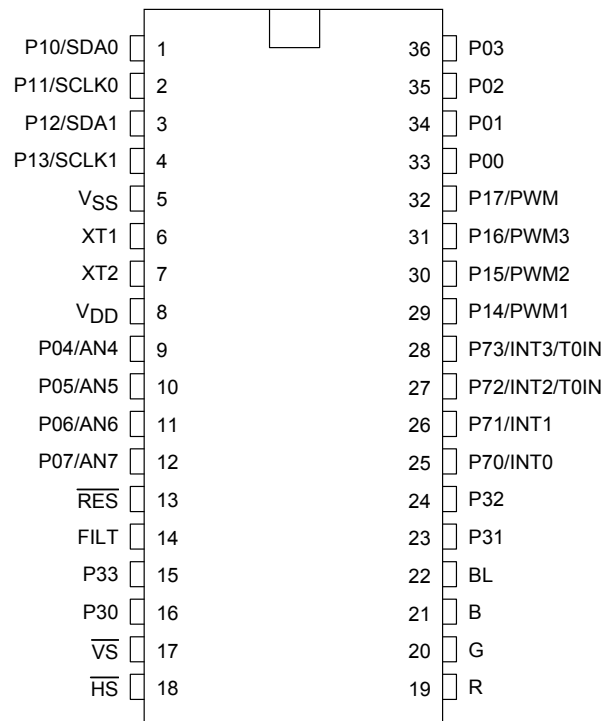 P10/SDA0 1 36 P03
P11/SCLK0 2 35 P02
P12/SDA1 3 34 P01
P13/SCLK1 4 33 P00
VSS 5 32 P17/PWM
XT1 6 31 P16/PWM3
XT2 7 30 P15/PWM2
VDD 8 29 P14/PWM1
P04/AN4 9 28 P73/INT3/T0IN
P05/AN5 10 27 P72/INT2/T0IN
P06/AN6 11 26 P71/INT1
P07/AN7 12 25 P70/INT0
RES 13 24 P32
FILT 14 23 P31
P33 15 22 BL
P30 16 21 B
VS 17 20 G
HS 18 19 R